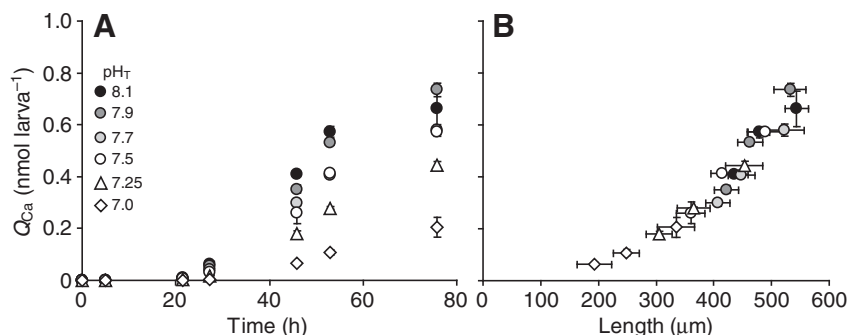 A
B
1.0
0.8
0.6
0.4
0.2
0
Q_Ca (nmol larva⁻¹)
pH_T
8.1
7.9
7.7
7.5
7.25
7.0
0 20 40 60 80
Time (h)
0 100 200 300 400 500 600
Length (μm)